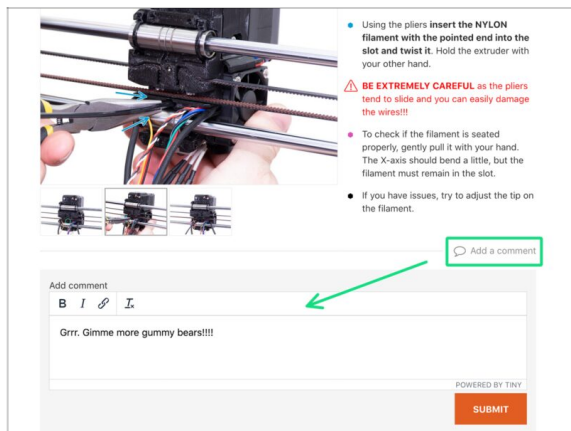 Using the pliers insert the NYLON
filament with the pointed end into the
slot and twist it. Hold the extruder with
your other hand.
BE EXTREMELY CAREFUL as the pliers
tend to slide and you can easily damage
the wires!!!
To check if the filament is seated
properly, gently pull it with your hand.
The X-axis should bend a little, but the
filament must remain in the slot.
If you have issues, try to adjust the tip on
the filament.
Add a comment
Add comment
B I Tx
Grrr. Gimme more gummy bears!!!!
POWERED BY TINY
SUBMIT